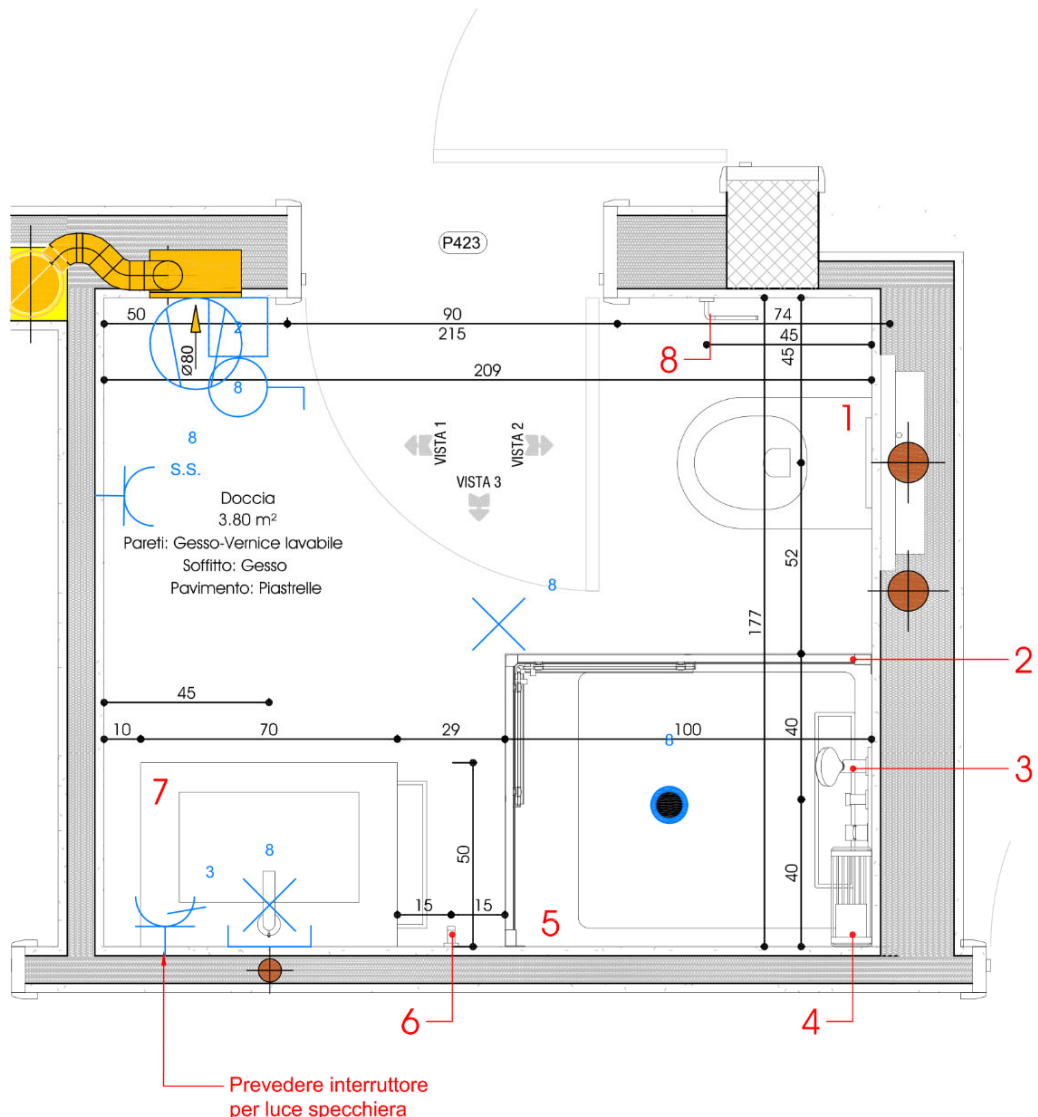 P423
50
90
74
215
2
45
8
45
Ø80
209
8
1
8
VISTA 1
VISTA 2
S.S.
VISTA 3
Doccia
3.80 m²
Pareti: Gesso-Vernice lavabile
Soffitto: Gesso
Pavimento: Piastrelle
52
8
177
2
45
10
70
29
100
40
8
7
3
8
3
50
40
15
15
5
6
4
Prevedere interruttore
per luce specchiera